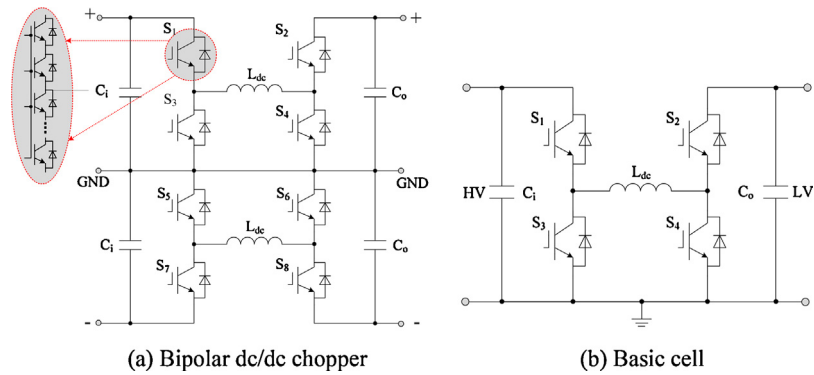 + S1 S2 +
Ci Ldc Co
S3 S4
GND GND
S5 S6
Ci Ldc Co
S7 S8
- -
(a) Bipolar dc/dc chopper
S1 S2
HV Ci Ldc Co LV
S3 S4
(b) Basic cell